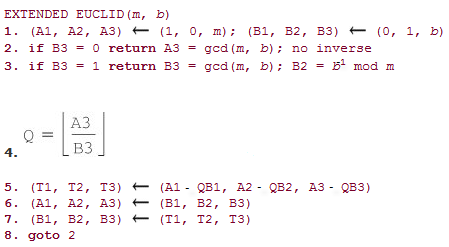 EXTENDED EUCLID(m, b)
1. (A1, A2, A3) ← (1, 0, m); (B1, B2, B3) ← (0, 1, b)
2. if B3 = 0 return A3 = gcd(m, b); no inverse
3. if B3 = 1 return B3 = gcd(m, b); B2 = b¹ mod m
4. Q = ⌊A3 / B3⌋
5. (T1, T2, T3) ← (A1 - QB1, A2 - QB2, A3 - QB3)
6. (A1, A2, A3) ← (B1, B2, B3)
7. (B1, B2, B3) ← (T1, T2, T3)
8. goto 2